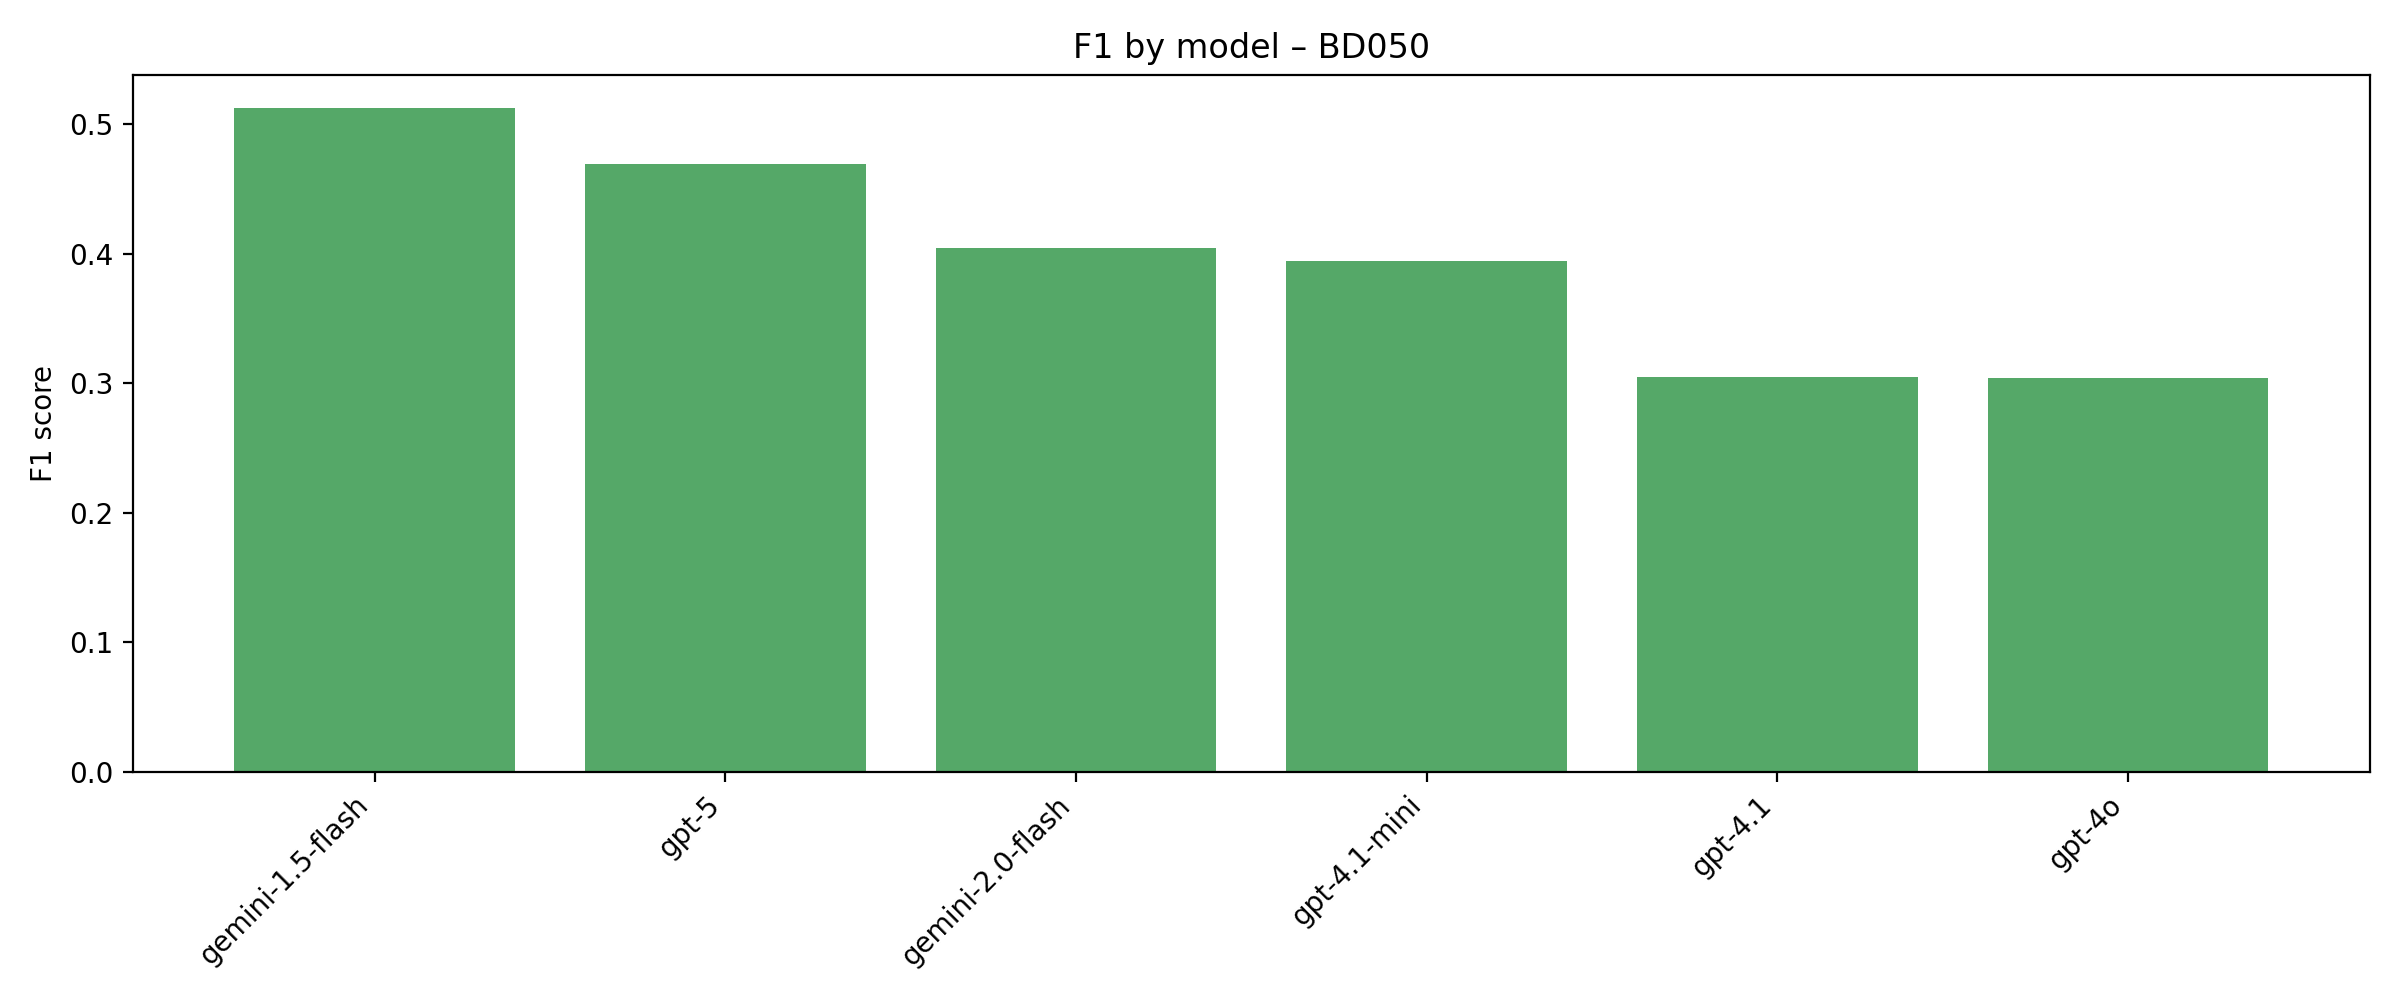 F1 by model – BD050
F1 score
0.5
0.4
0.3
0.2
0.1
0.0
gemini-1.5-flash
gpt-5
gemini-2.0-flash
gpt-4.1-mini
gpt-4.1
gpt-4o